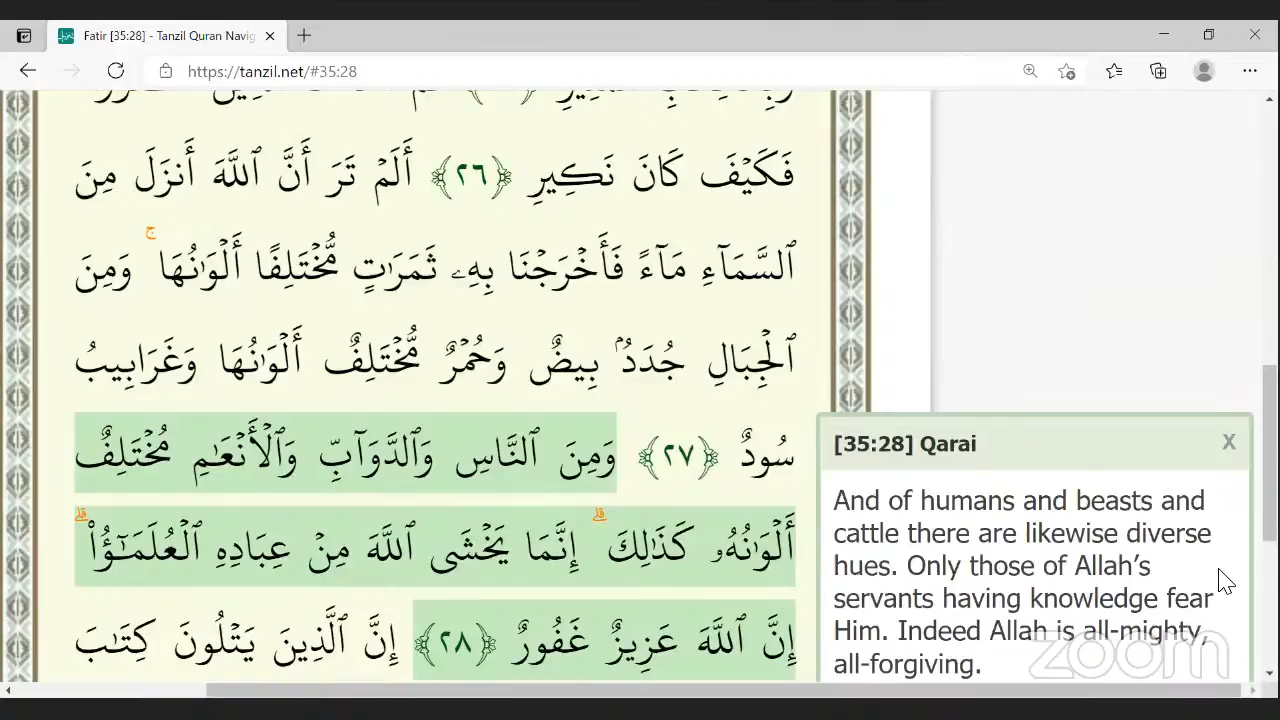 Fatir [35:28] - Tanzil Quran Navig
https://tanzil.net/#35:28
فَكَيْفَ كَانَ نَكِيرِ ﴿٢٦﴾ أَلَمْ تَرَ أَنَّ ٱللَّهَ أَنزَلَ مِنَ
ٱلسَّمَآءِ مَآءً فَأَخْرَجْنَا بِهِۦ ثَمَرَٰتٍ مُّخْتَلِفًا أَلْوَٰنُهَا ۚ وَمِنَ
ٱلْجِبَالِ جُدَدٌۢ بِيضٌ وَحُمْرٌ مُّخْتَلِفٌ أَلْوَٰنُهَا وَغَرَابِيبُ
سُودٌ ﴿٢٧﴾ وَمِنَ ٱلنَّاسِ وَٱلدَّوَآبِّ وَٱلْأَنْعَٰمِ مُخْتَلِفٌ
أَلْوَٰنُهُۥ كَذَٰلِكَ ۗ إِنَّمَا يَخْشَى ٱللَّهَ مِنْ عِبَادِهِ ٱلْعُلَمَٰٓؤُا۟ ۗ
إِنَّ ٱللَّهَ عَزِيزٌ غَفُورٌ ﴿٢٨﴾ إِنَّ ٱلَّذِينَ يَتْلُونَ كِتَٰبَ
[35:28] Qarai X
And of humans and beasts and
cattle there are likewise diverse
hues. Only those of Allah’s
servants having knowledge fear
Him. Indeed Allah is all-mighty,
all-forgiving.
zoom